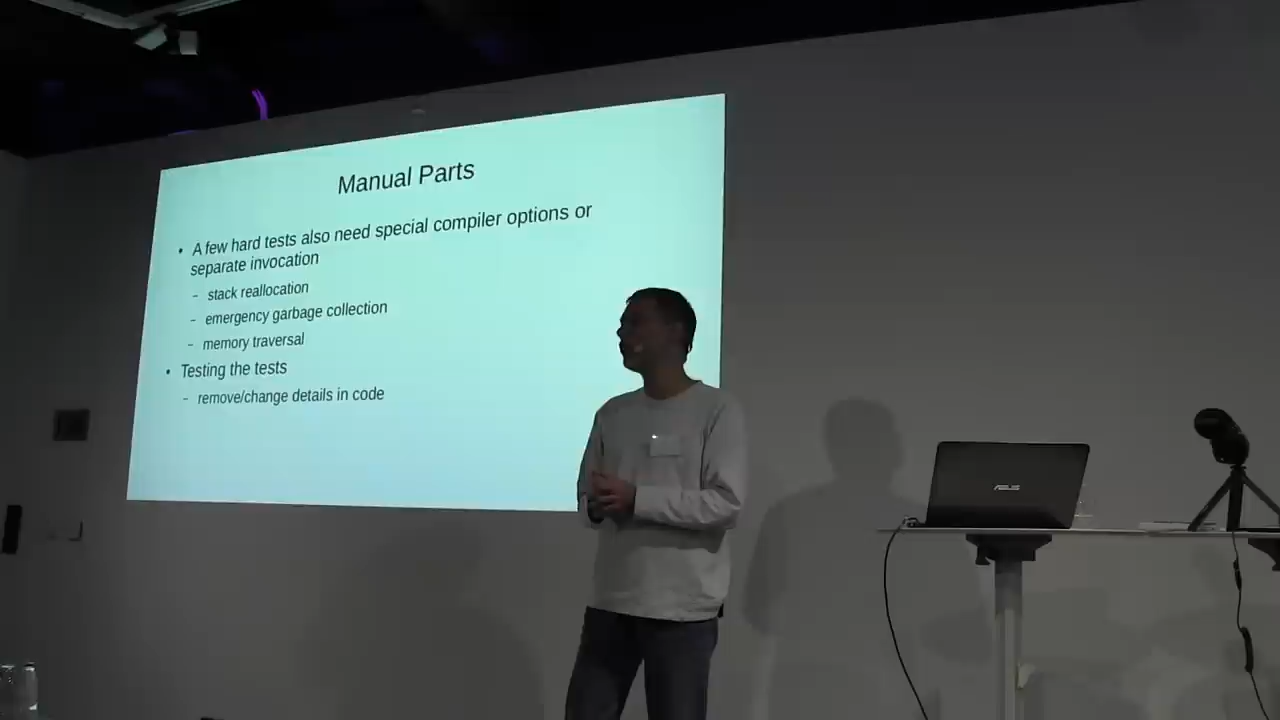 Manual Parts
• A few hard tests also need special compiler options or
separate invocation
– stack reallocation
– emergency garbage collection
– memory traversal
• Testing the tests
– remove/change details in code
ASUS